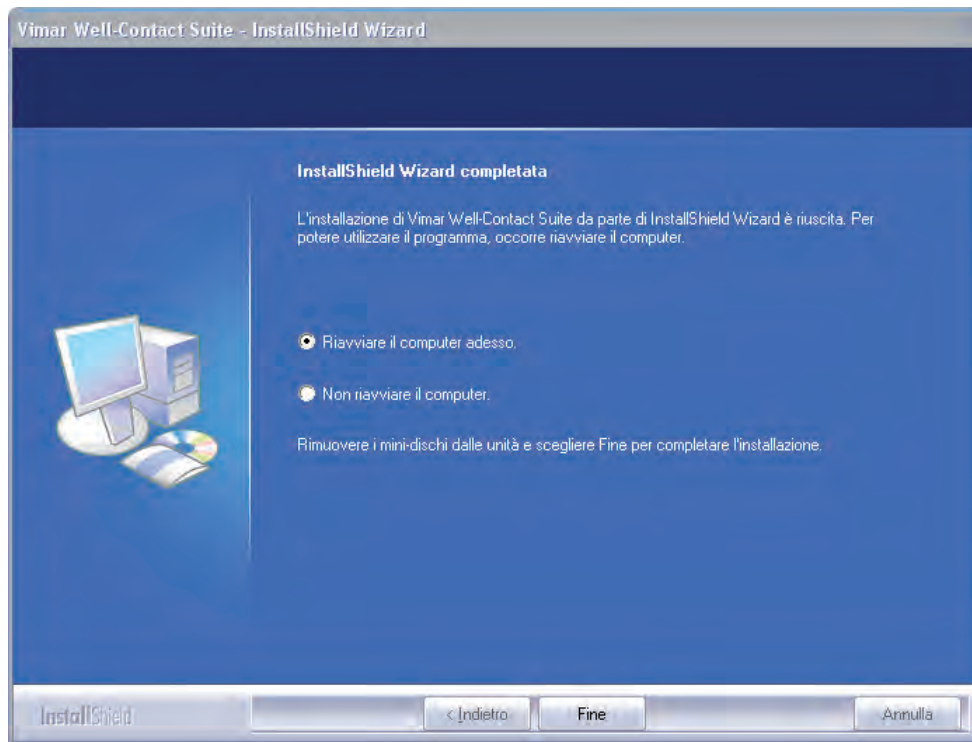 Vimar Well-Contact Suite - InstallShield Wizard
InstallShield Wizard completata
L'installazione di Vimar Well-Contact Suite da parte di InstallShield Wizard è riuscita. Per
potere utilizzare il programma, occorre riavviare il computer.
Riavviare il computer adesso.
Non riavviare il computer.
Rimuovere i mini-dischi dalle unità e scegliere Fine per completare l'installazione.
InstallShield
< Indietro
Fine
Annulla